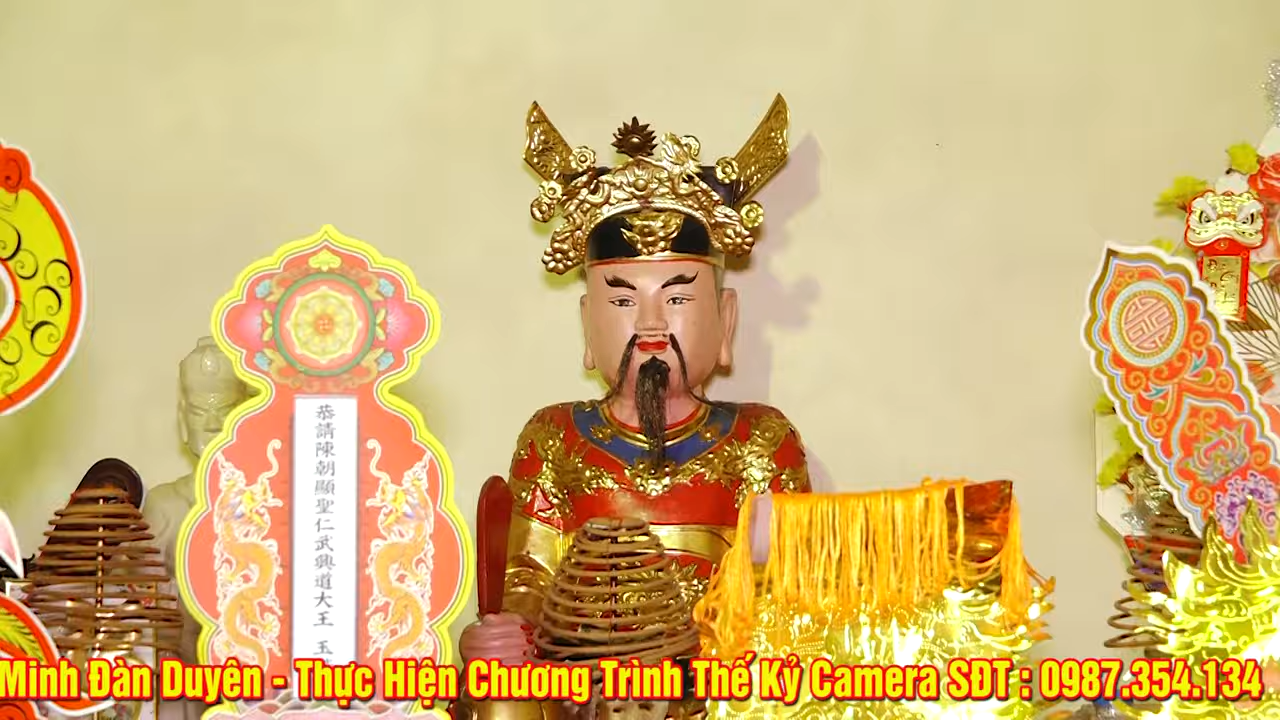 恭請陳朝顯聖仁武興道大王 玉
Minh Đàn Duyên - Thực Hiện Chương Trình Thế Kỷ Camera SĐT : 0987.354.134